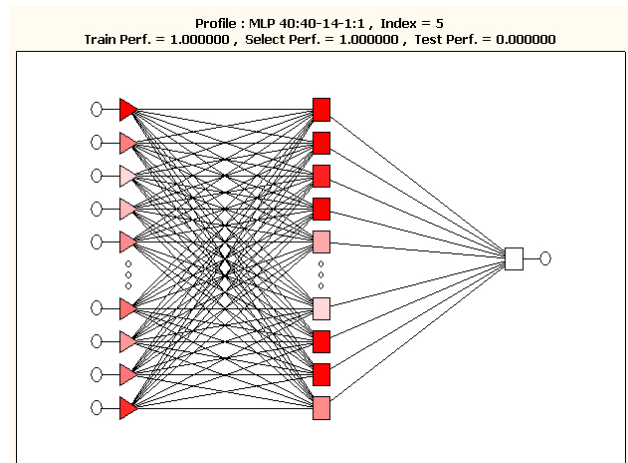 Profile : MLP 40:40-14-1:1 , Index = 5
Train Perf. = 1.000000 , Select Perf. = 1.000000 , Test Perf. = 0.000000